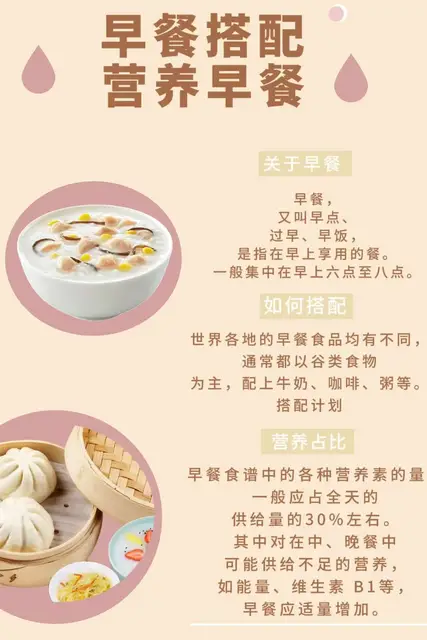 早餐搭配
营养早餐
关于早餐
早餐，
又叫早点、
过早、早饭，
是指在早上享用的餐。
一般集中在早上六点至八点。
如何搭配
世界各地的早餐食品均有不同，
通常都以谷类食物
为主，配上牛奶、咖啡、粥等。
搭配计划
营养占比
早餐食谱中的各种营养素的量
一般应占全天的
供给量的30%左右。
其中对在中、晚餐中
可能供给不足的营养，
如能量、维生素 B1等，
早餐应适量增加。